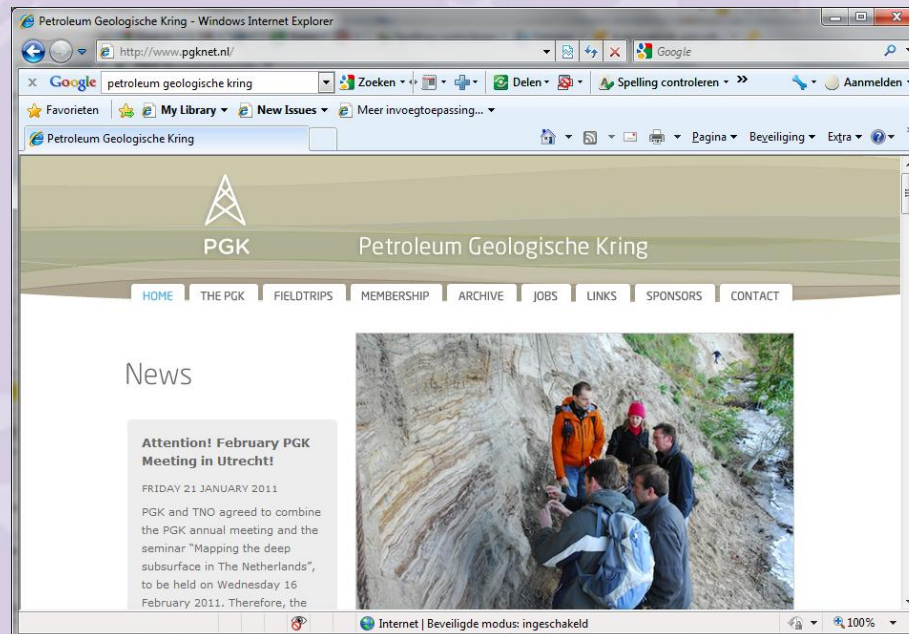 Petroleum Geologische Kring - Windows Internet Explorer
http://www.pgknet.nl/
Google
x Google petroleum geologische kring Zoeken Delen Spelling controleren » Aanmelden
Favorieten My Library New Issues Meer invoegtoepassing...
Petroleum Geologische Kring Pagina Beveiliging Extra
PGK
Petroleum Geologische Kring
HOME THE PGK FIELDTRIPS MEMBERSHIP ARCHIVE JOBS LINKS SPONSORS CONTACT
News
Attention! February PGK
Meeting in Utrecht!
FRIDAY 21 JANUARY 2011
PGK and TNO agreed to combine
the PGK annual meeting and the
seminar “Mapping the deep
subsurface in The Netherlands”,
to be held on Wednesday 16
February 2011. Therefore, the
Internet | Beveiligde modus: ingeschakeld 100%